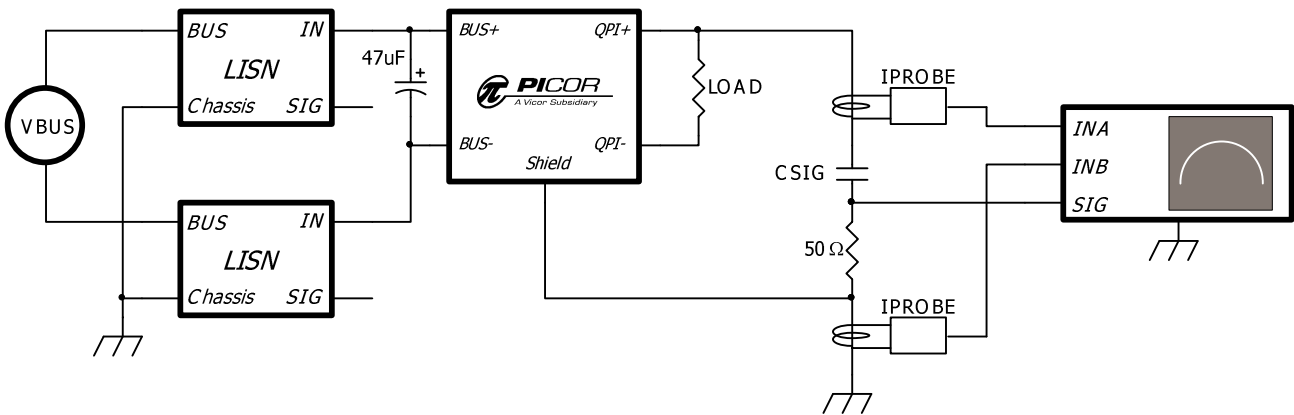 BUS IN
LISN
Chassis SIG
VBUS
47uF
+
BUS+ QPI+
PICOR
A Vicor Subsidiary
BUS- QPI-
Shield
LOAD
IPROBE
INA
INB
SIG
CSIG
50 Ω
IPROBE
BUS IN
LISN
Chassis SIG